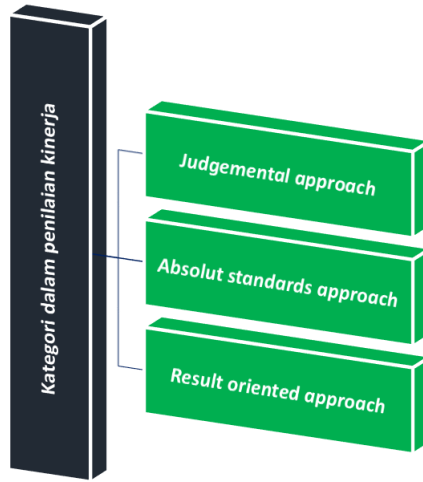 Kategori dalam penilaian kinerja
Judgemental approach
Absolut standards approach
Result oriented approach